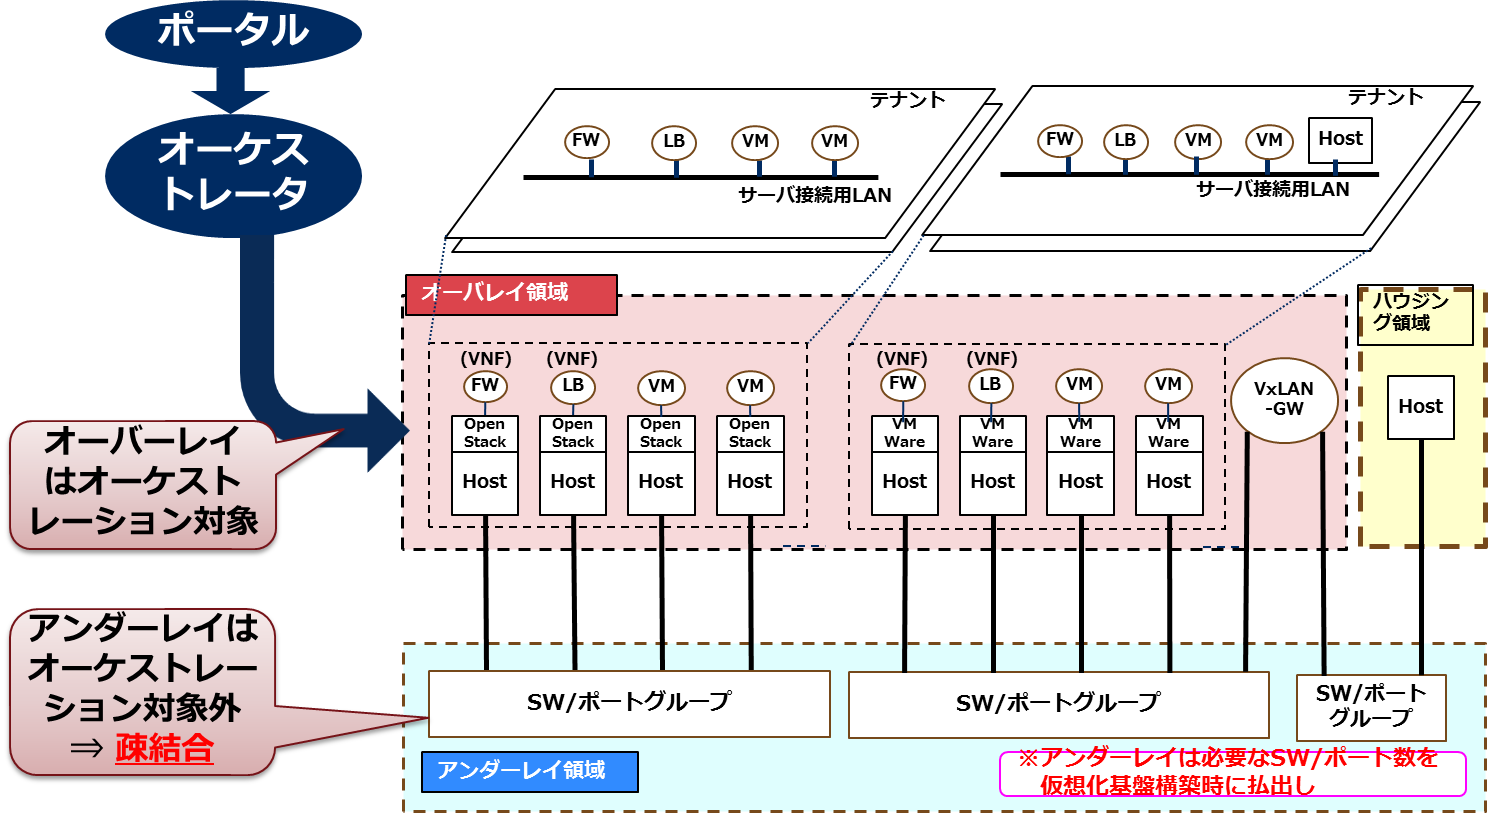 ポータル
オーケス
トレータ
テナント
FW
LB
VM
VM
サーバ接続用LAN
テナント
FW
LB
VM
VM
Host
サーバ接続用LAN
オーバレイ領域
ハウジン
グ領域
(VNF)
(VNF)
FW
LB
VM
VM
Open
Stack
Open
Stack
Open
Stack
Open
Stack
Host
Host
Host
Host
(VNF)
(VNF)
FW
LB
VM
VM
VM
Ware
VM
Ware
VM
Ware
VM
Ware
Host
Host
Host
Host
VxLAN
-GW
Host
オーバーレイ
はオーケスト
レーション対象
アンダーレイは
オーケストレー
ション対象外
⇒ 疎結合
SW/ポートグループ
SW/ポートグループ
SW/ポート
グループ
アンダーレイ領域
※アンダーレイは必要なSW/ポート数を
仮想化基盤構築時に払出し